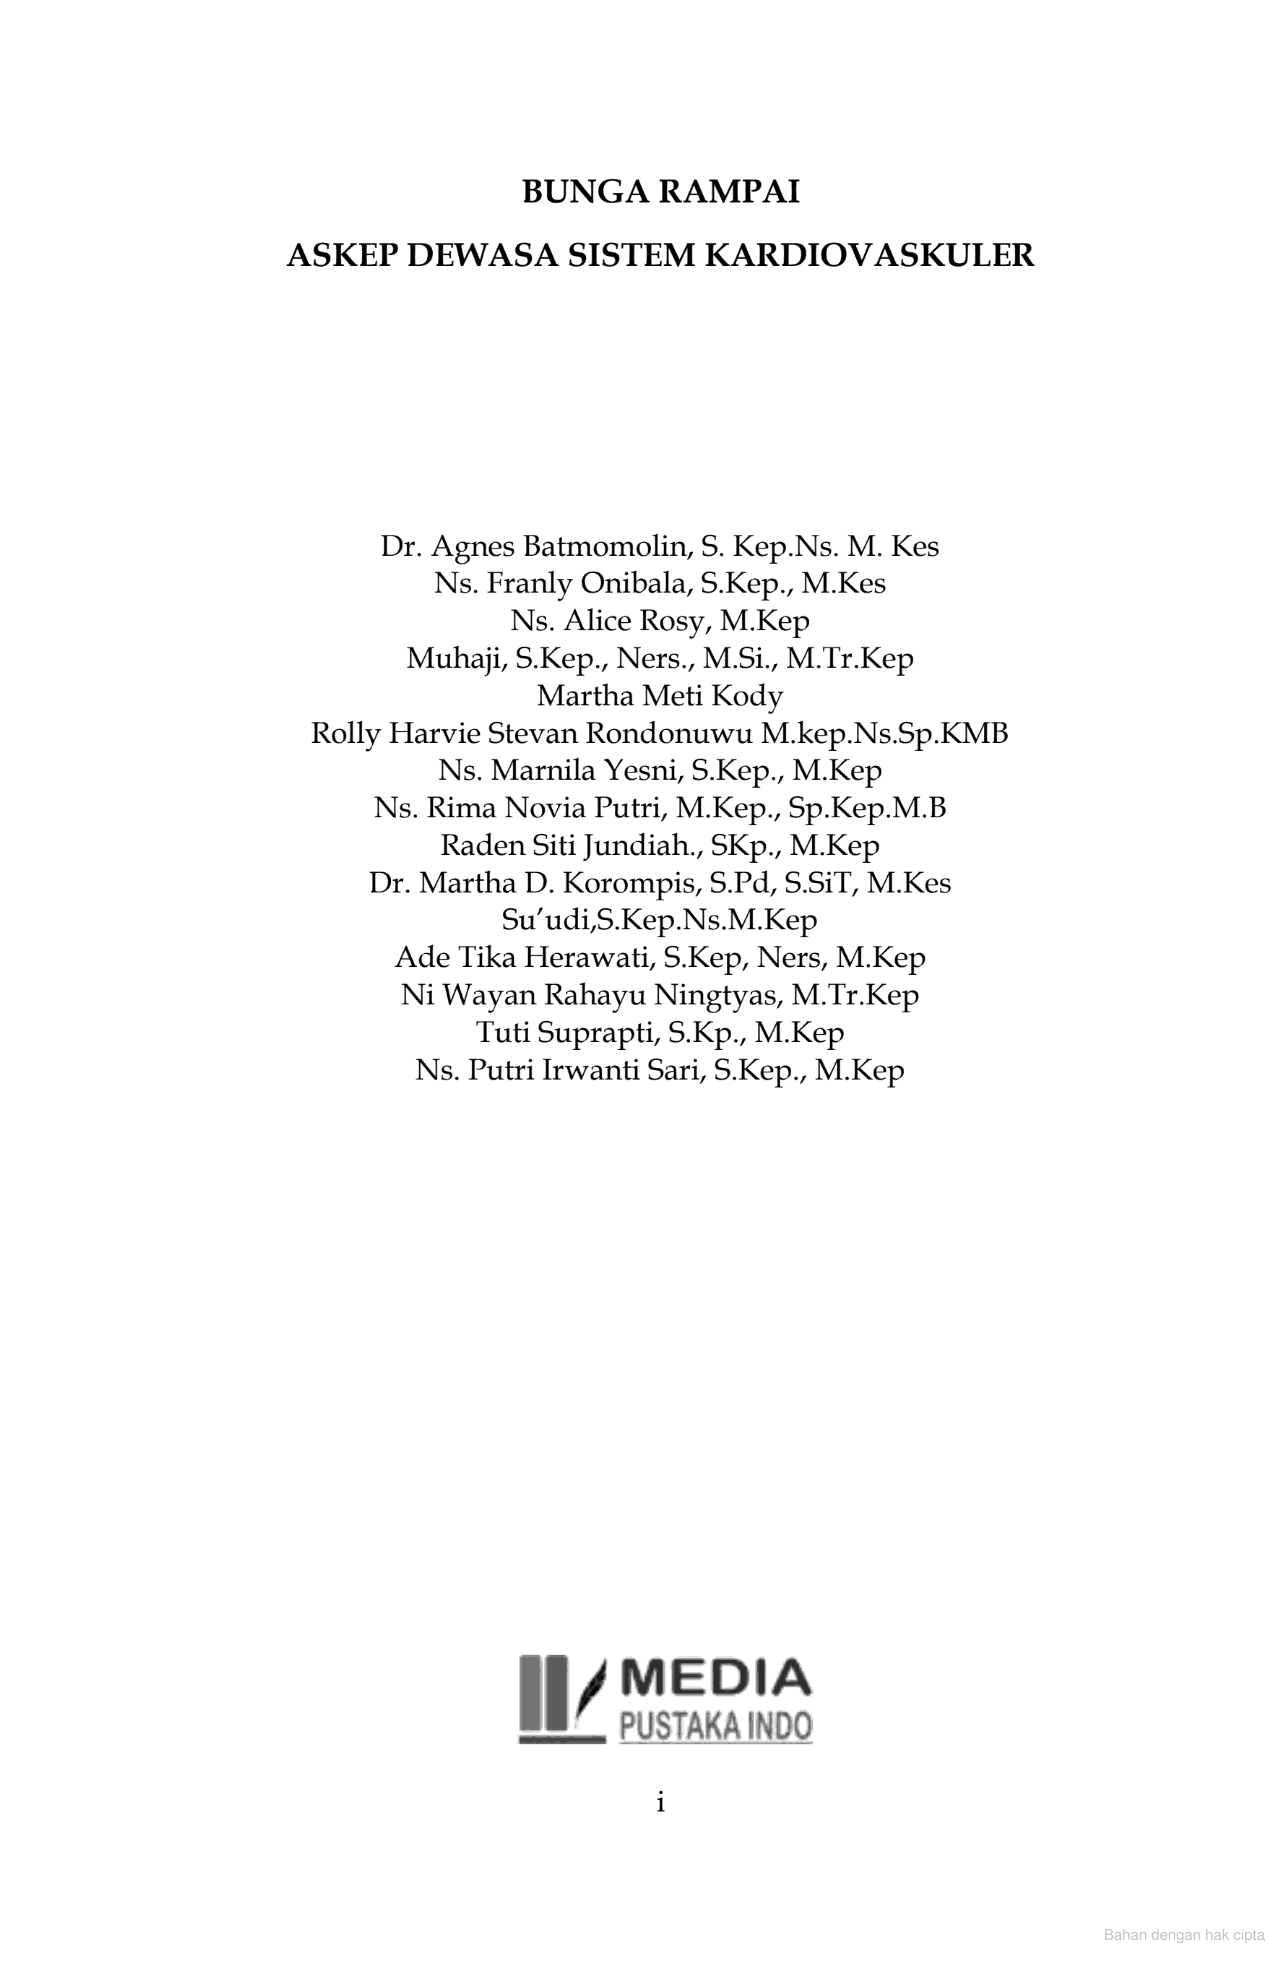 BUNGA RAMPAI
ASKEP DEWASA SISTEM KARDIOVASKULER
Dr. Agnes Batmomolin, S. Kep.Ns. M. Kes
Ns. Franly Onibala, S.Kep., M.Kes
Ns. Alice Rosy, M.Kep
Muhaji, S.Kep., Ners., M.Si., M.Tr.Kep
Martha Meti Kody
Rolly Harvie Stevan Rondonuwu M.kep.Ns.Sp.KMB
Ns. Marnila Yesni, S.Kep., M.Kep
Ns. Rima Novia Putri, M.Kep., Sp.Kep.M.B
Raden Siti Jundiah., SKp., M.Kep
Dr. Martha D. Korompis, S.Pd, S.SiT, M.Kes
Su’udi,S.Kep.Ns.M.Kep
Ade Tika Herawati, S.Kep, Ners, M.Kep
Ni Wayan Rahayu Ningtyas, M.Tr.Kep
Tuti Suprapti, S.Kp., M.Kep
Ns. Putri Irwanti Sari, S.Kep., M.Kep
MEDIA
PUSTAKA INDO
i
Bahan dengan hak cipta